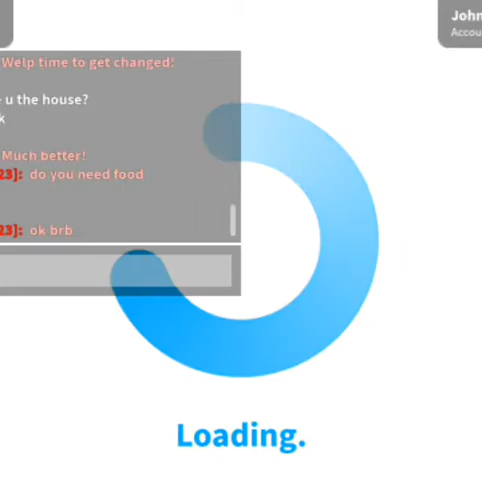 John
Accou
Welp time to get changed!
u the house?
k
Much better!
23]: do you need food
23]: ok brb
Loading.